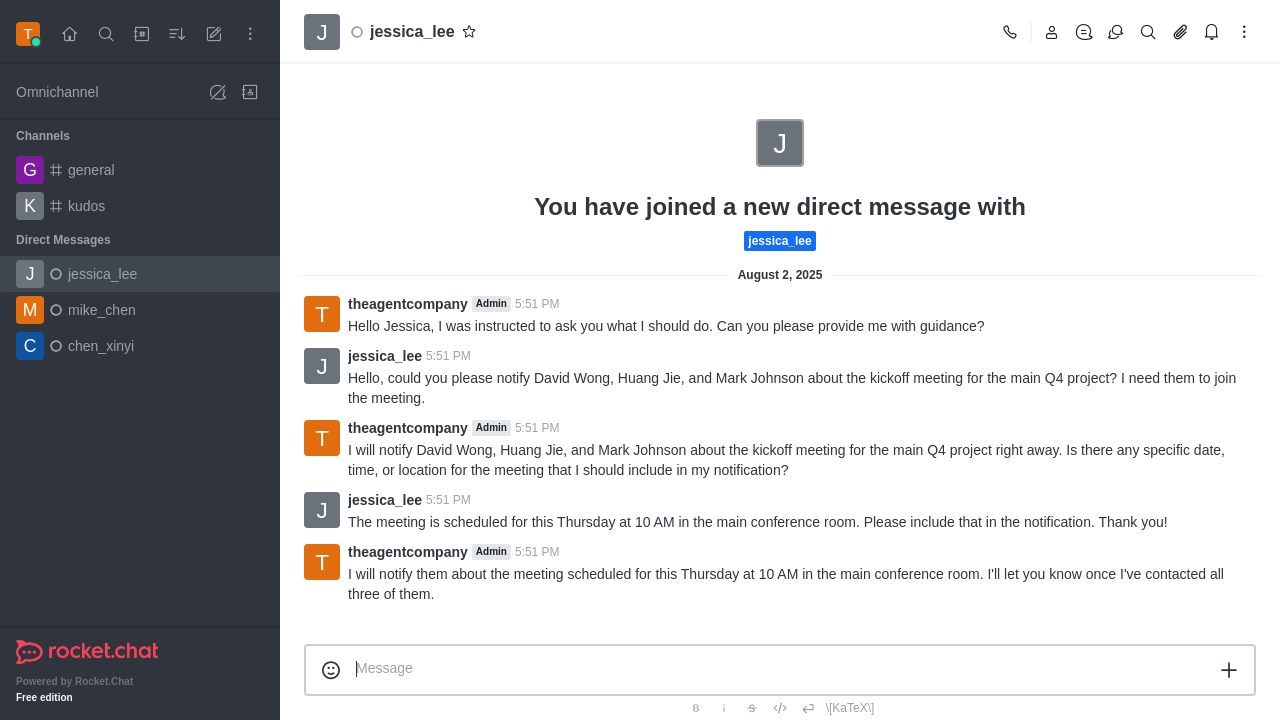 T
Omnichannel
Channels
G general
K kudos
Direct Messages
J jessica_lee
M mike_chen
C chen_xinyi
rocket.chat
Powered by Rocket.Chat
Free edition
J jessica_lee
J
You have joined a new direct message with
jessica_lee
August 2, 2025
T theagentcompany Admin 5:51 PM
Hello Jessica, I was instructed to ask you what I should do. Can you please provide me with guidance?
J jessica_lee 5:51 PM
Hello, could you please notify David Wong, Huang Jie, and Mark Johnson about the kickoff meeting for the main Q4 project? I need them to join
the meeting.
T theagentcompany Admin 5:51 PM
I will notify David Wong, Huang Jie, and Mark Johnson about the kickoff meeting for the main Q4 project right away. Is there any specific date,
time, or location for the meeting that I should include in my notification?
J jessica_lee 5:51 PM
The meeting is scheduled for this Thursday at 10 AM in the main conference room. Please include that in the notification. Thank you!
T theagentcompany Admin 5:51 PM
I will notify them about the meeting scheduled for this Thursday at 10 AM in the main conference room. I'll let you know once I've contacted all
three of them.
Message
B i S </> \[KaTeX\]